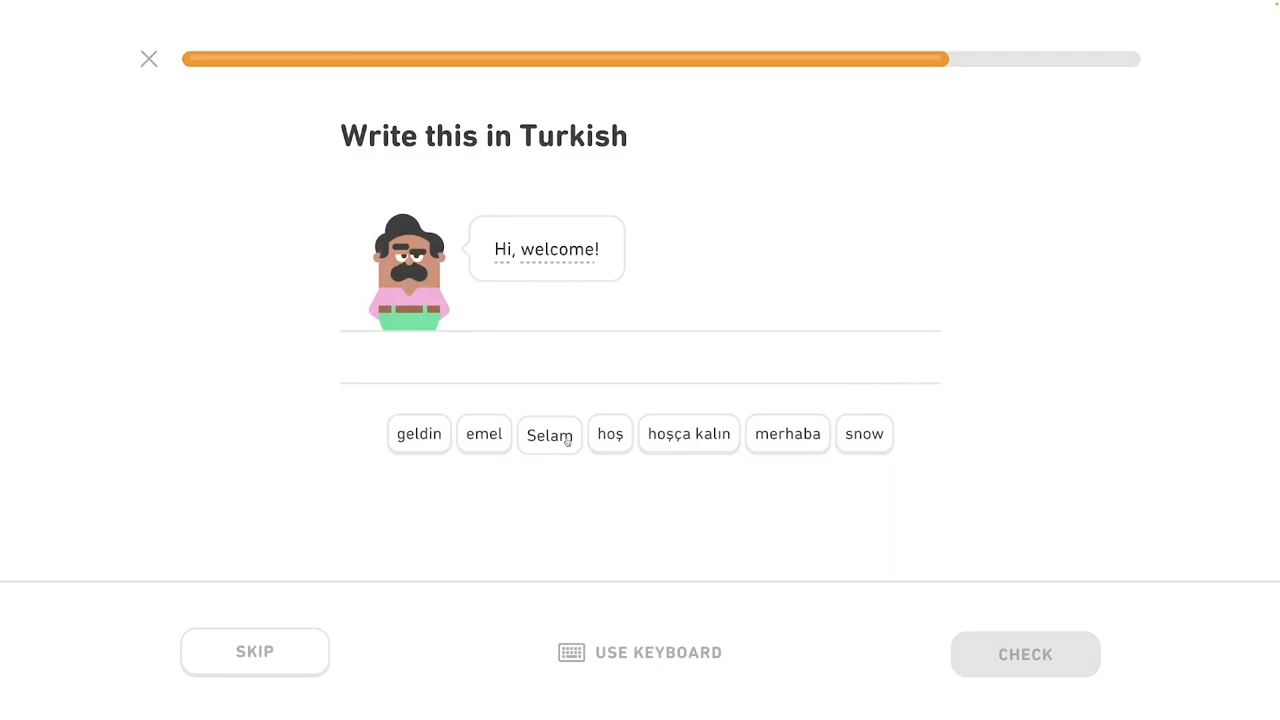 Write this in Turkish
Hi, welcome!
geldin emel Selam hoş hoşça kalın merhaba snow
SKIP USE KEYBOARD CHECK